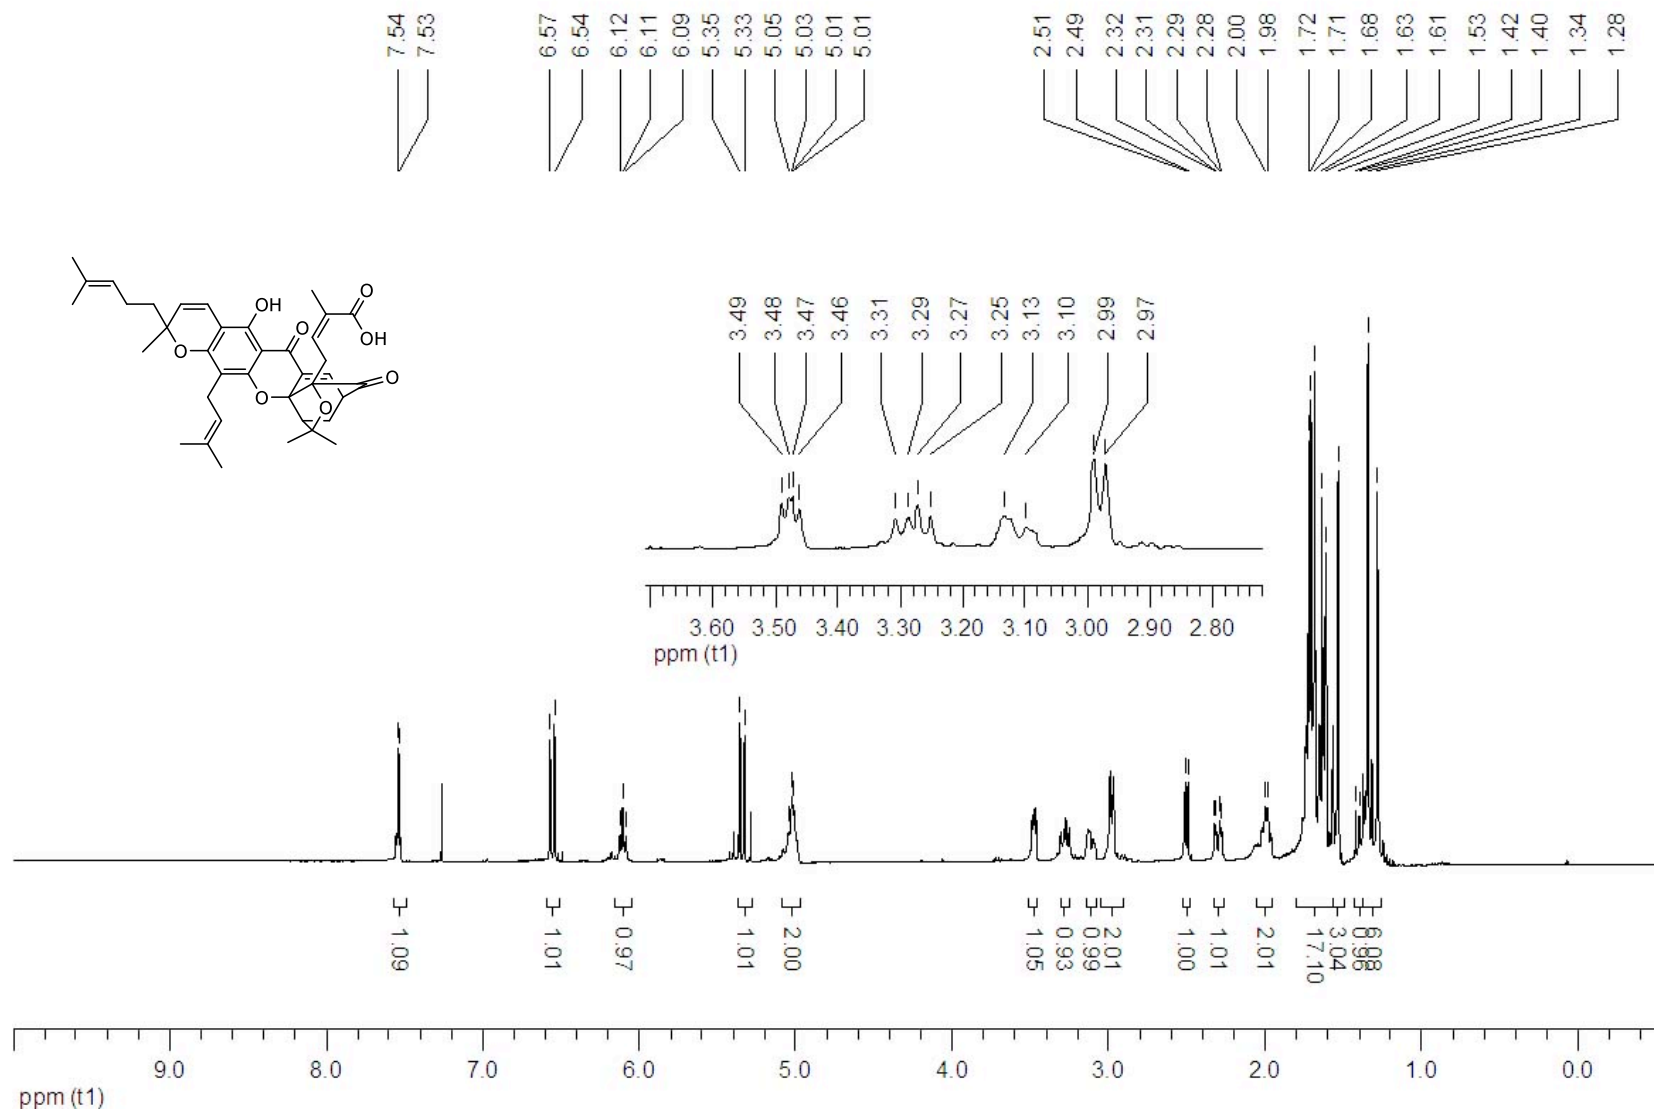 7.54 7.53 6.57 6.54 6.12 6.11 6.09 5.35 5.33 5.05 5.03 5.01 5.01 2.51 2.49 2.32 2.31 2.29 2.28 2.00 1.98 1.72 1.71 1.68 1.63 1.61 1.53 1.42 1.40 1.34 1.28
OH O O
OH
O O
O O
3.49 3.48 3.47 3.46 3.31 3.29 3.27 3.25 3.13 3.10 2.99 2.97
3.60 3.50 3.40 3.30 3.20 3.10 3.00 2.90 2.80
ppm (t1)
1.09 1.01 0.97 1.01 2.00 1.05 0.93 0.99 2.01 1.00 1.01 2.01 17.10 3.04 0.96 6.98
9.0 8.0 7.0 6.0 5.0 4.0 3.0 2.0 1.0 0.0
ppm (t1)